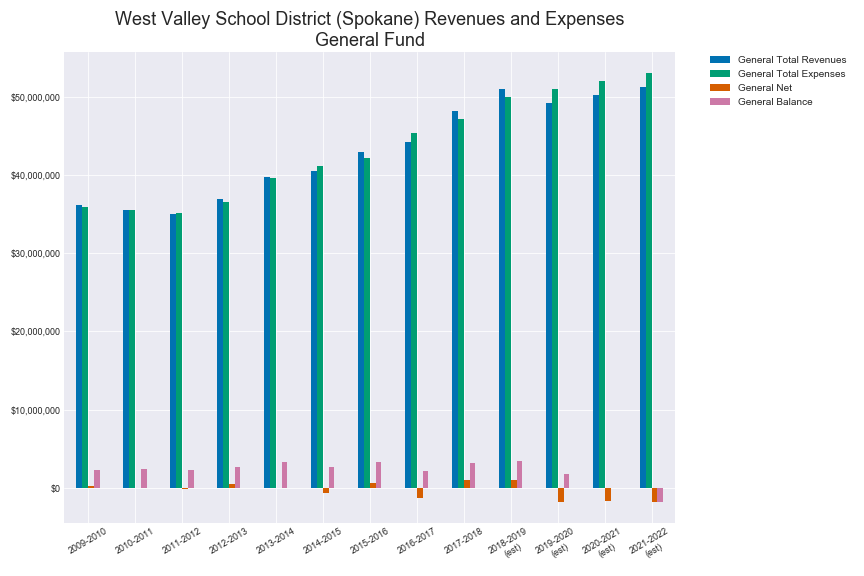 West Valley School District (Spokane) Revenues and Expenses
General Fund
General Total Revenues
General Total Expenses
General Net
General Balance
$50,000,000
$40,000,000
$30,000,000
$20,000,000
$10,000,000
$0
2009-2010
2010-2011
2011-2012
2012-2013
2013-2014
2014-2015
2015-2016
2016-2017
2017-2018
2018-2019
(est)
2019-2020
(est)
2020-2021
(est)
2021-2022
(est)